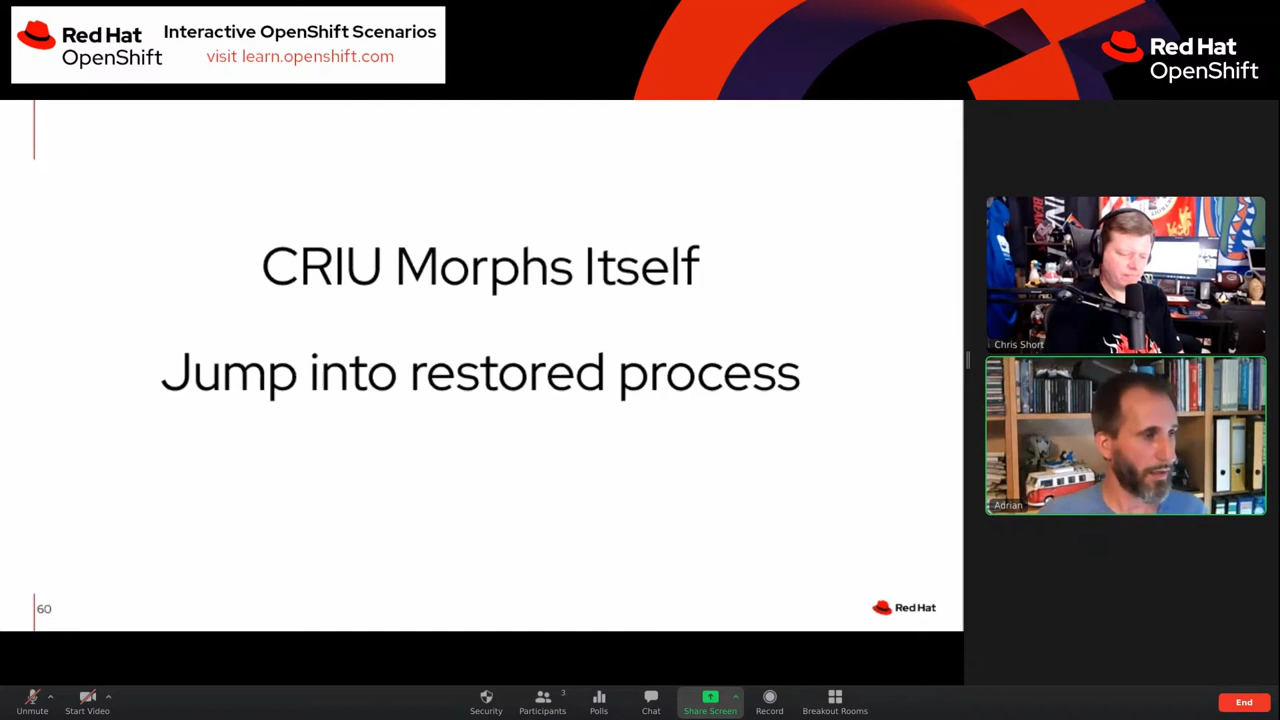 Red Hat
OpenShift
Interactive OpenShift Scenarios
visit learn.openshift.com
Red Hat
OpenShift
CRIU Morphs Itself
Jump into restored process
60
Red Hat
Chris Short
Adrian
Unmute
Start Video
Security
Participants
3
Polls
Chat
Share Screen
Record
Breakout Rooms
End